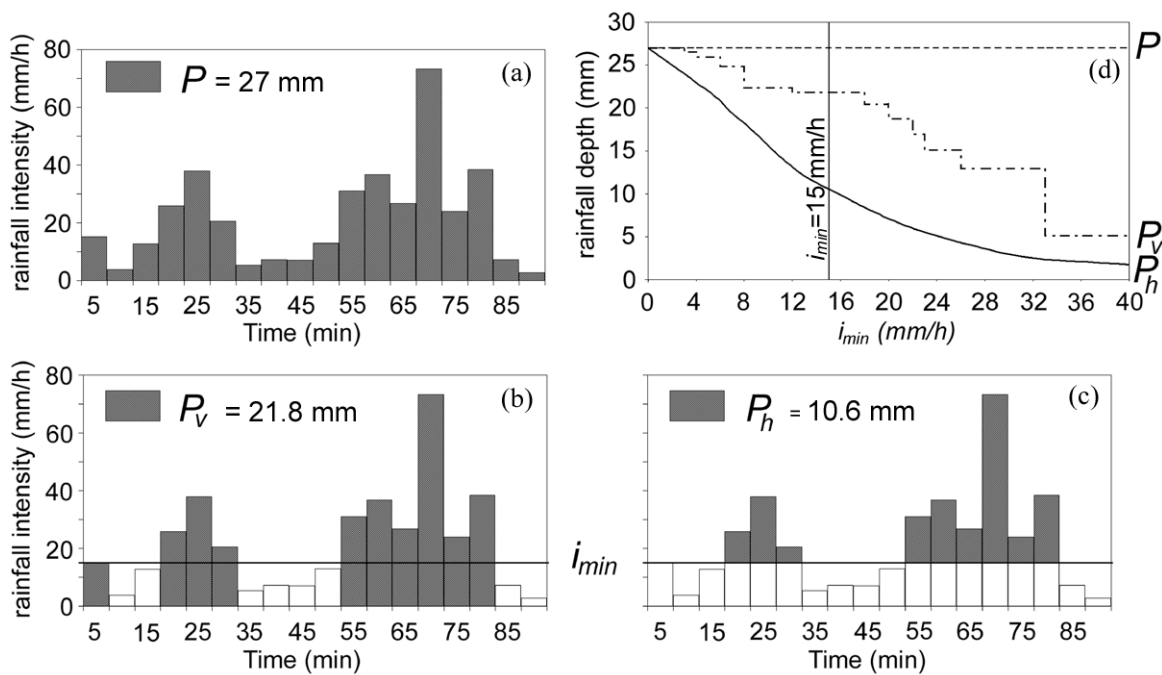 rainfall intensity (mm/h)
80
60
40
20
0
P = 27 mm
(a)
5 15 25 35 45 55 65 75 85
Time (min)
rainfall depth (mm)
30
25
20
15
10
5
0
i_min=15 mm/h
(d)
P
P_v
P_h
0 4 8 12 16 20 24 28 32 36 40
i_min (mm/h)
rainfall intensity (mm/h)
80
60
40
20
0
P_v = 21.8 mm
(b)
5 15 25 35 45 55 65 75 85
Time (min)
i_min
P_h = 10.6 mm
(c)
5 15 25 35 45 55 65 75 85
Time (min)